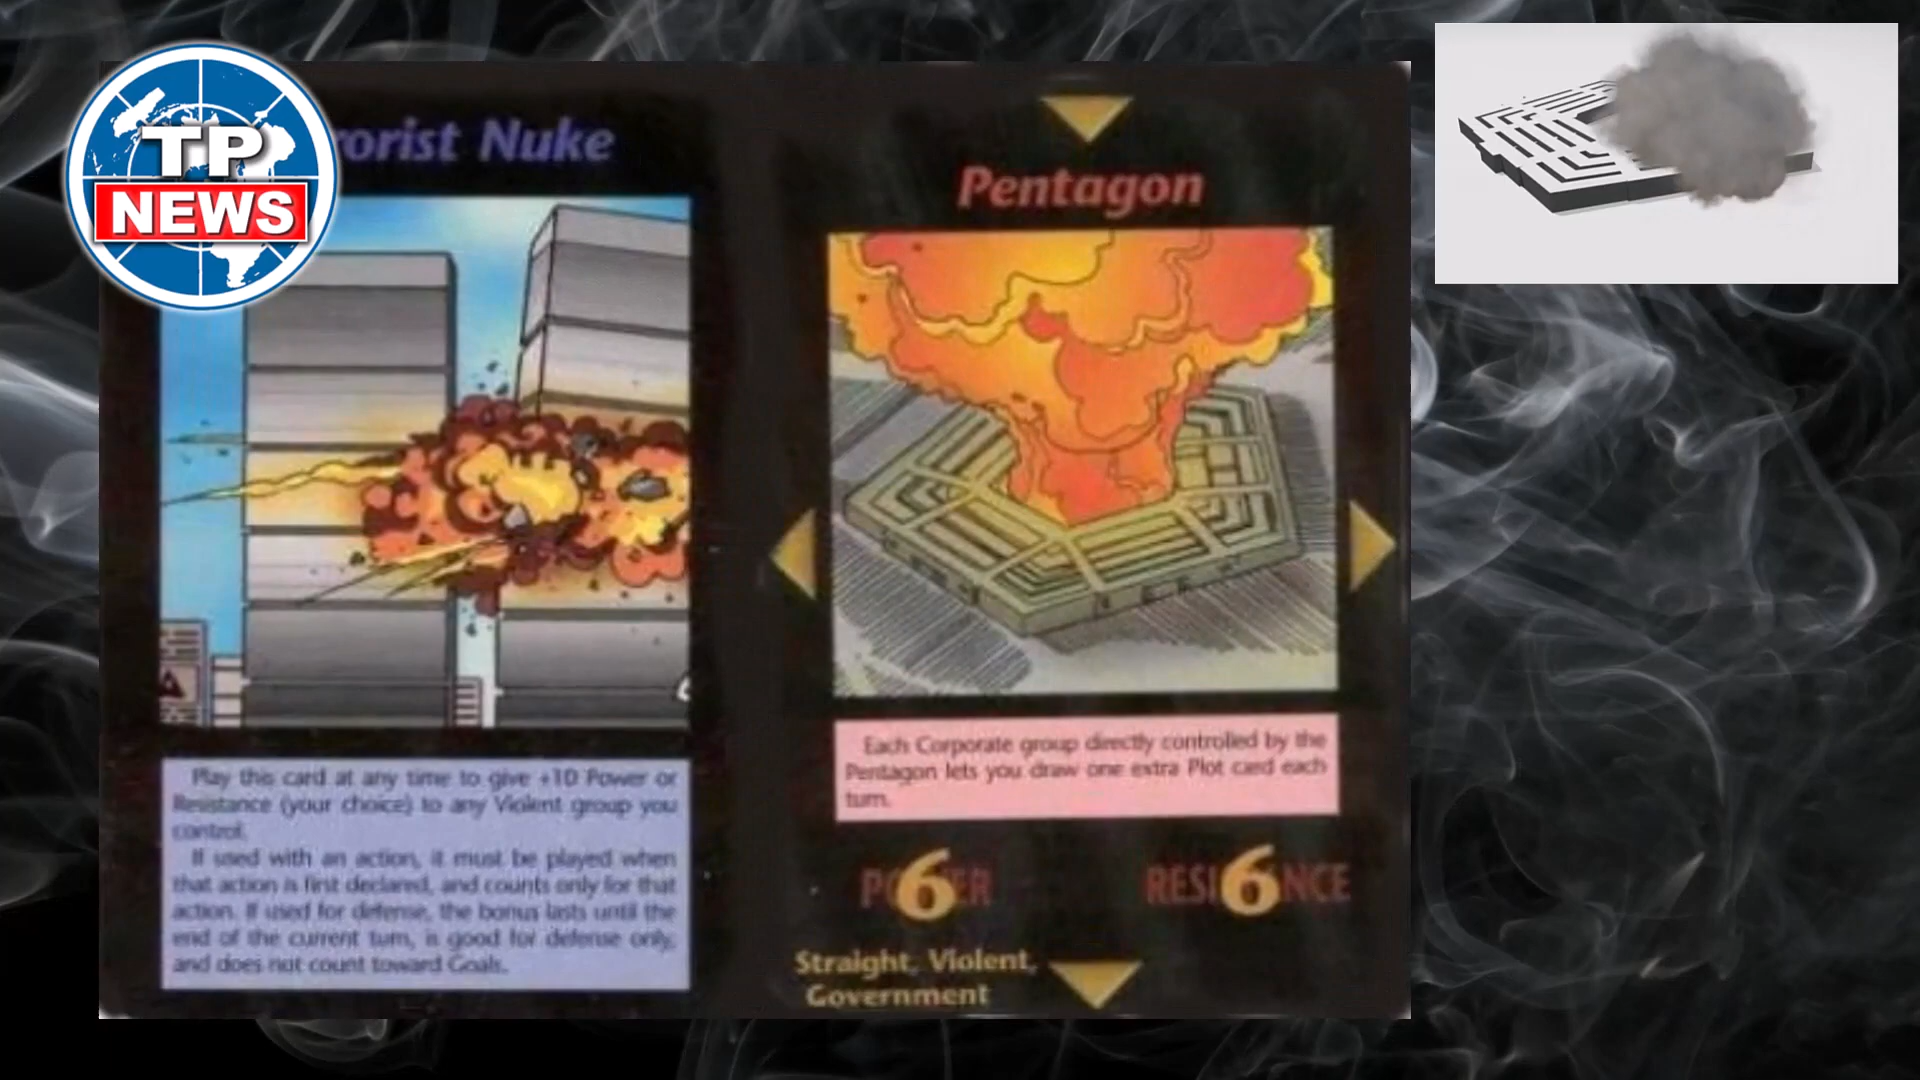 TP
NEWS
rorist Nuke
Play this card at any time to give +10 Power or
Resistance (your choice) to any Violent group you
control.
If used with an action, it must be played when
that action is first declared, and counts only for that
action. If used for defense, the bonus lasts until the
end of the current turn, is good for defense only,
and does not count toward Goals.
Pentagon
Each Corporate group directly controlled by the
Pentagon lets you draw one extra Plot card each
turn.
6 6
Straight, Violent,
Government